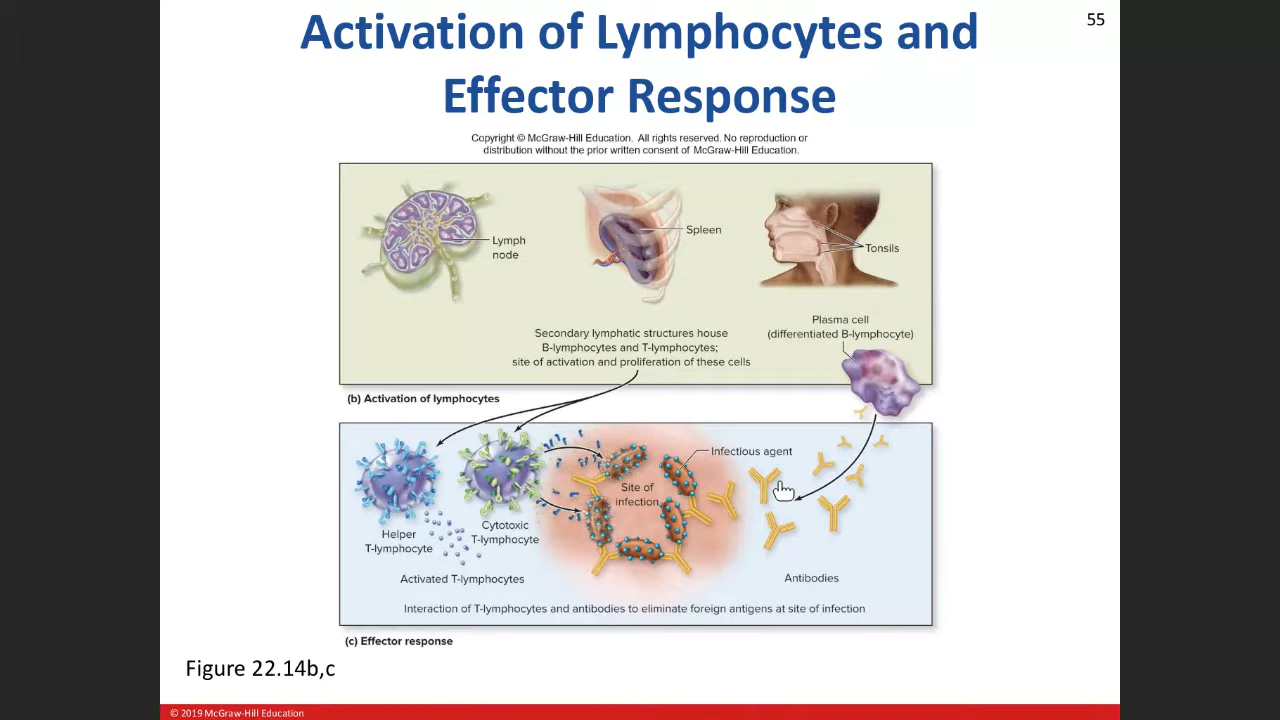 55
Activation of Lymphocytes and
Effector Response
Copyright © McGraw-Hill Education. All rights reserved. No reproduction or
distribution without the prior written consent of McGraw-Hill Education.
Lymph
node
Spleen
Tonsils
Secondary lymphatic structures house
B-lymphocytes and T-lymphocytes;
site of activation and proliferation of these cells
Plasma cell
(differentiated B-lymphocyte)
(b) Activation of lymphocytes
Infectious agent
Site of
infection
Helper
T-lymphocyte
Cytotoxic
T-lymphocyte
Activated T-lymphocytes
Antibodies
Interaction of T-lymphocytes and antibodies to eliminate foreign antigens at site of infection
(c) Effector response
Figure 22.14b,c
© 2019 McGraw-Hill Education